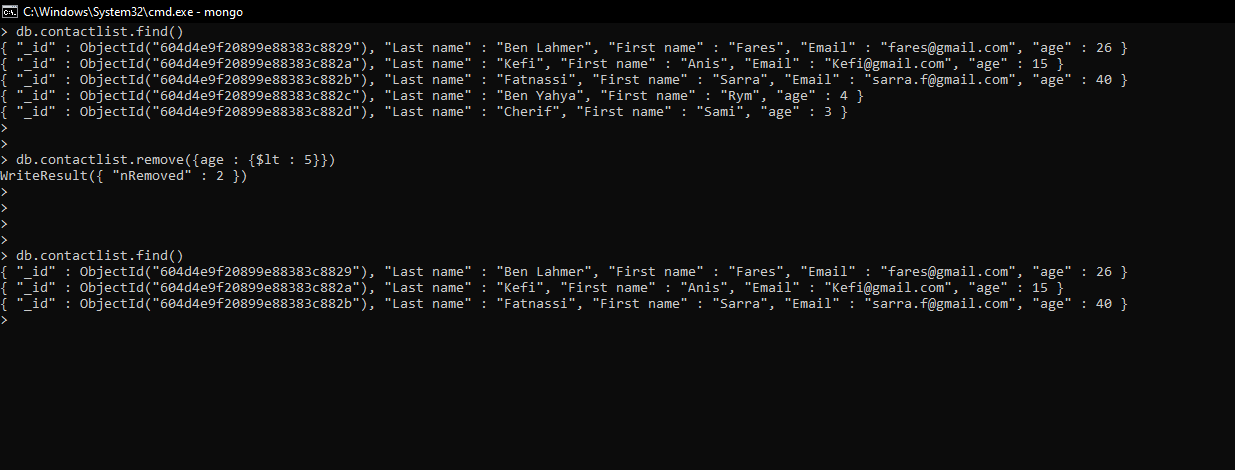 C:\Windows\System32\cmd.exe - mongo
> db.contactlist.find()
{ "_id" : ObjectId("604d4e9f20899e88383c8829"), "Last name" : "Ben Lahmer", "First name" : "Fares", "Email" : "fares@gmail.com", "age" : 26 }
{ "_id" : ObjectId("604d4e9f20899e88383c882a"), "Last name" : "Kefi", "First name" : "Anis", "Email" : "Kefi@gmail.com", "age" : 15 }
{ "_id" : ObjectId("604d4e9f20899e88383c882b"), "Last name" : "Fatnassi", "First name" : "Sarra", "Email" : "sarra.f@gmail.com", "age" : 40 }
{ "_id" : ObjectId("604d4e9f20899e88383c882c"), "Last name" : "Ben Yahya", "First name" : "Rym", "age" : 4 }
{ "_id" : ObjectId("604d4e9f20899e88383c882d"), "Last name" : "Cherif", "First name" : "Sami", "age" : 3 }
>
>
> db.contactlist.remove({age : {$lt : 5}})
WriteResult({ "nRemoved" : 2 })
>
>
>
>
> db.contactlist.find()
{ "_id" : ObjectId("604d4e9f20899e88383c8829"), "Last name" : "Ben Lahmer", "First name" : "Fares", "Email" : "fares@gmail.com", "age" : 26 }
{ "_id" : ObjectId("604d4e9f20899e88383c882a"), "Last name" : "Kefi", "First name" : "Anis", "Email" : "Kefi@gmail.com", "age" : 15 }
{ "_id" : ObjectId("604d4e9f20899e88383c882b"), "Last name" : "Fatnassi", "First name" : "Sarra", "Email" : "sarra.f@gmail.com", "age" : 40 }
>